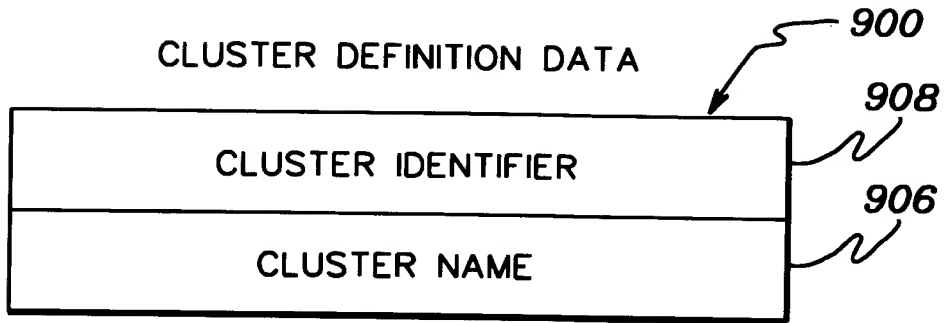 900
CLUSTER DEFINITION DATA
908
CLUSTER IDENTIFIER
906
CLUSTER NAME